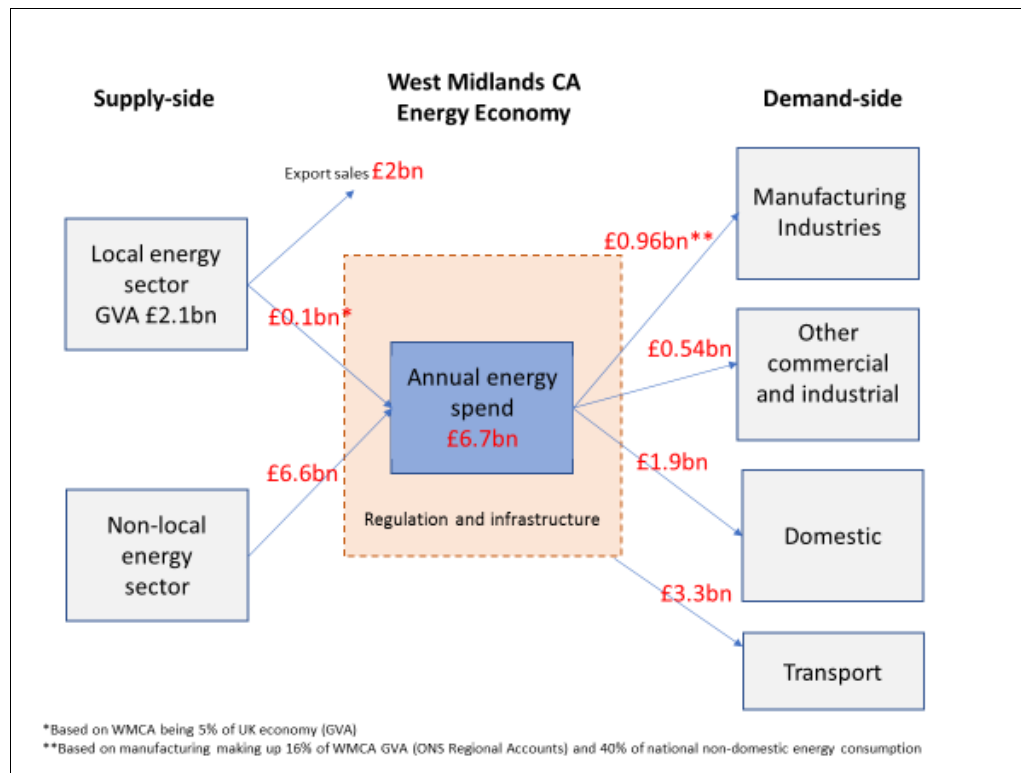 Supply-side
West Midlands CA
Energy Economy
Demand-side
Export sales £2bn
Local energy
sector
GVA £2.1bn
£0.1bn*
Non-local
energy
sector
£6.6bn
Annual energy
spend
£6.7bn
Regulation and infrastructure
£0.96bn**
Manufacturing
Industries
£0.54bn
Other
commercial
and industrial
£1.9bn
Domestic
£3.3bn
Transport
*Based on WMCA being 5% of UK economy (GVA)
**Based on manufacturing making up 16% of WMCA GVA (ONS Regional Accounts) and 40% of national non-domestic energy consumption